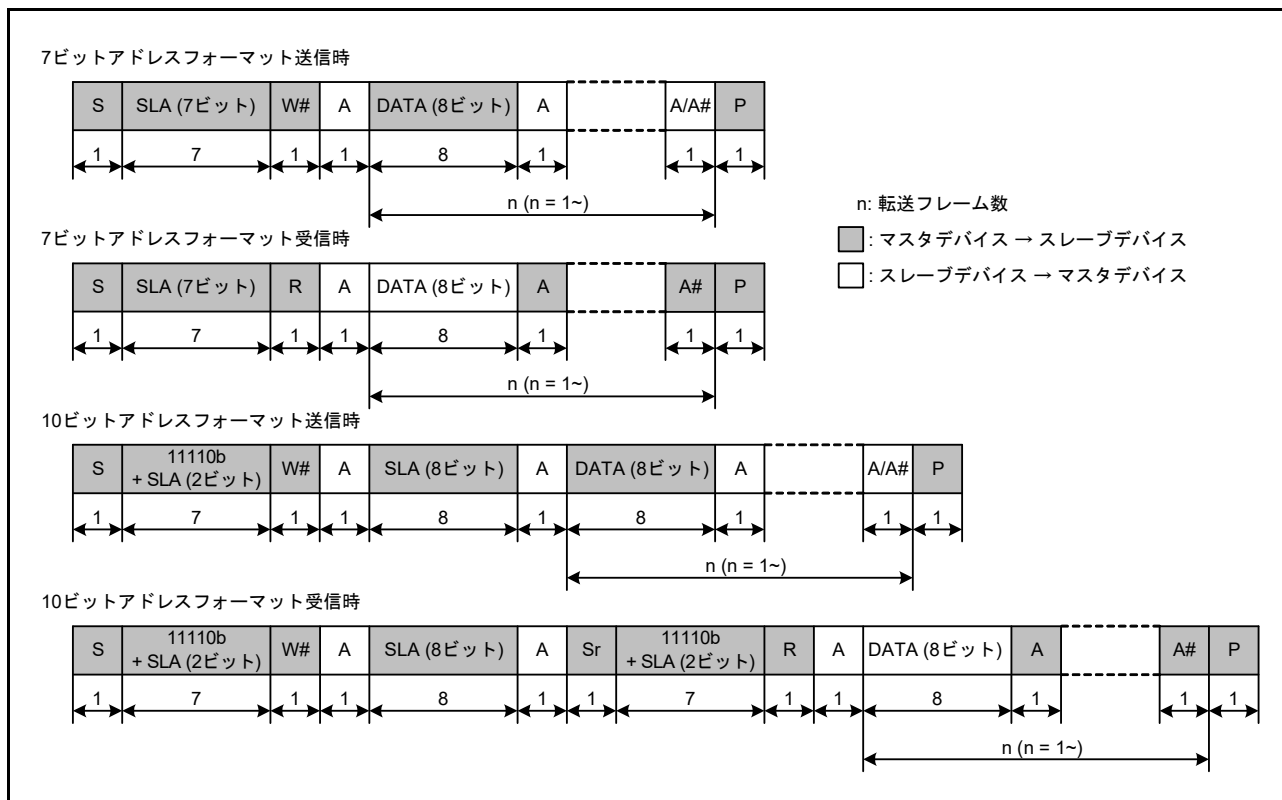 7ビットアドレスフォーマット送信時
S SLA (7ビット) W# A DATA (8ビット) A A/A# P
1 7 1 1 8 1 1 1
n (n = 1~)
n: 転送フレーム数
: マスタデバイス → スレーブデバイス
: スレーブデバイス → マスタデバイス
7ビットアドレスフォーマット受信時
S SLA (7ビット) R A DATA (8ビット) A A# P
1 7 1 1 8 1 1 1
n (n = 1~)
10ビットアドレスフォーマット送信時
S 11110b + SLA (2ビット) W# A SLA (8ビット) A DATA (8ビット) A A/A# P
1 7 1 1 8 1 8 1 1 1
n (n = 1~)
10ビットアドレスフォーマット受信時
S 11110b + SLA (2ビット) W# A SLA (8ビット) A Sr 11110b + SLA (2ビット) R A DATA (8ビット) A A# P
1 7 1 1 8 1 1 7 1 1 8 1 1 1
n (n = 1~)